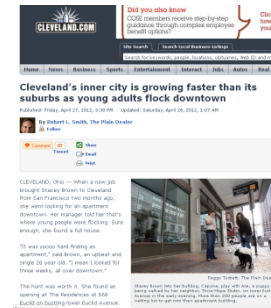 CLEVELAND.COM
Did you also know
COSE members receive step-by-step
guidance through complex employee
benefit options?
Site Search
Search Local Business Listings
Home News Business Sports Entertainment Interact Jobs Autos Real
Cleveland's inner city is growing faster than its
suburbs as young adults flock downtown
Published: Friday, April 27, 2012, 5:30 PM Updated: Saturday, April 28, 2012, 1:07 AM
By Robert L. Smith, The Plain Dealer
Follow
Comment
Tweet
Share
Email
Print
CLEVELAND, Ohio — When a new job
brought Stacey Brown to Cleveland
from San Francisco two months ago,
she went looking for an apartment
downtown. Her manager told her that's
where young people are flocking. Sure
enough, she found a full house.
"It was soooo hard finding an
apartment," said Brown, an upbeat and
single 26 year old. "I mean I looked for
three weeks, all over downtown."
The hunt was worth it. She found an
opening at The Residences at 668
Euclid on bustling lower Euclid Avenue.
Peggy Turbett, The Plain